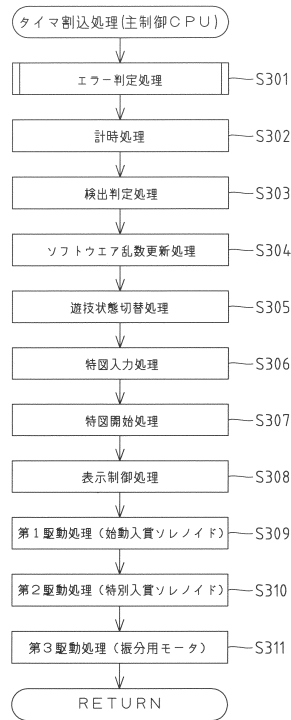 タイマ割込処理(主制御CPU)
エラー判定処理 S301
計時処理 S302
検出判定処理 S303
ソフトウエア乱数更新処理 S304
遊技状態切替処理 S305
特図入力処理 S306
特図開始処理 S307
表示制御処理 S308
第1駆動処理(始動入賞ソレノイド) S309
第2駆動処理(特別入賞ソレノイド) S310
第3駆動処理(振分用モータ) S311
RETURN